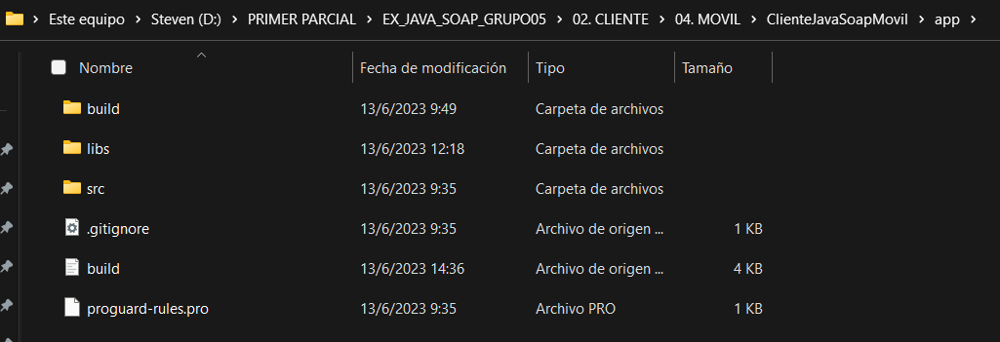 Este equipo > Steven (D:) > PRIMER PARCIAL > EX_JAVA_SOAP_GRUPO05 > 02. CLIENTE > 04. MOVIL > ClienteJavaSoapMovil > app >
Nombre Fecha de modificación Tipo Tamaño
build 13/6/2023 9:49 Carpeta de archivos
libs 13/6/2023 12:18 Carpeta de archivos
src 13/6/2023 9:35 Carpeta de archivos
.gitignore 13/6/2023 9:35 Archivo de origen ... 1 KB
build 13/6/2023 14:36 Archivo de origen ... 4 KB
proguard-rules.pro 13/6/2023 9:35 Archivo PRO 1 KB